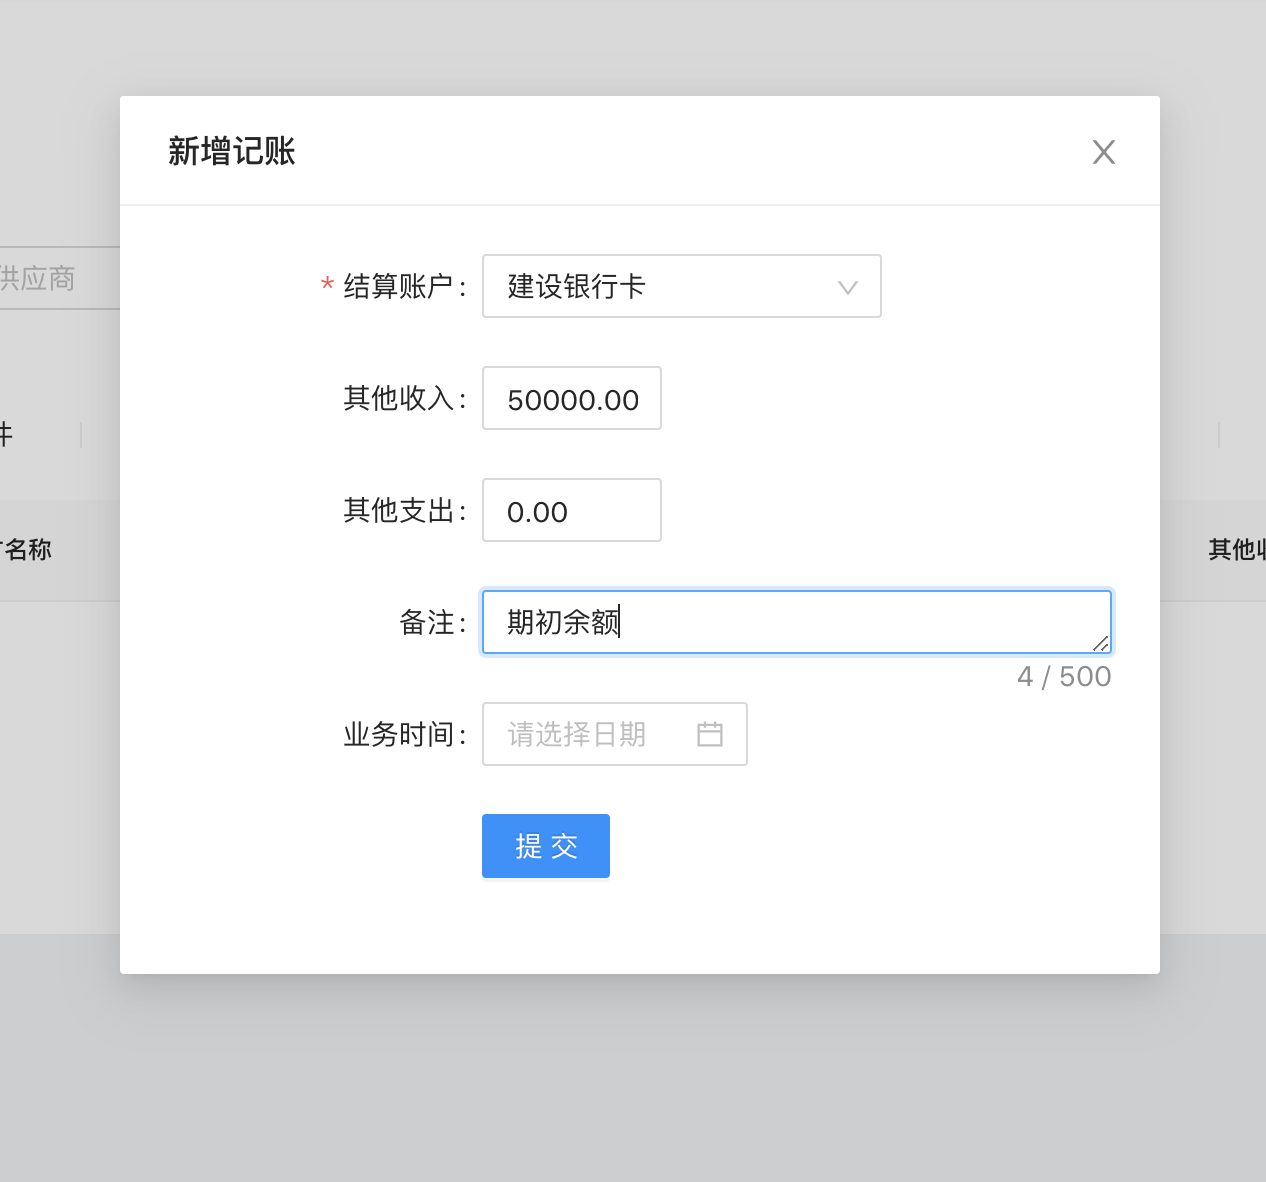 新增记账
供应商
* 结算账户: 建设银行卡
其他收入: 50000.00
件
其他支出: 0.00
名称
其他收
备注: 期初余额
4 / 500
业务时间: 请选择日期
提 交